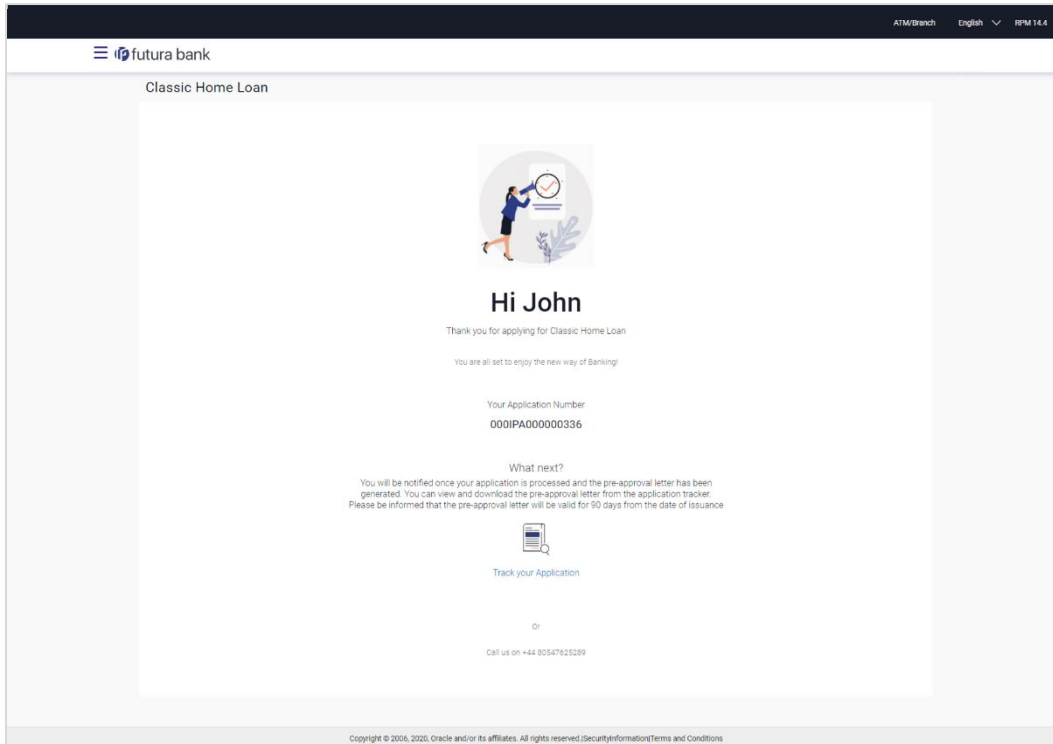 ATM/Branch English RPM 14.4
futura bank
Classic Home Loan
Hi John
Thank you for applying for Classic Home Loan
You are all set to enjoy the new way of Banking!
Your Application Number
000IPA000000336
What next?
You will be notified once your application is processed and the pre-approval letter has been
generated. You can view and download the pre-approval letter from the application tracker.
Please be informed that the pre-approval letter will be valid for 90 days from the date of issuance
Track your Application
Or
Call us on +44 80547625289
Copyright © 2006, 2020, Oracle and/or its affiliates. All rights reserved.|SecurityInformation|Terms and Conditions